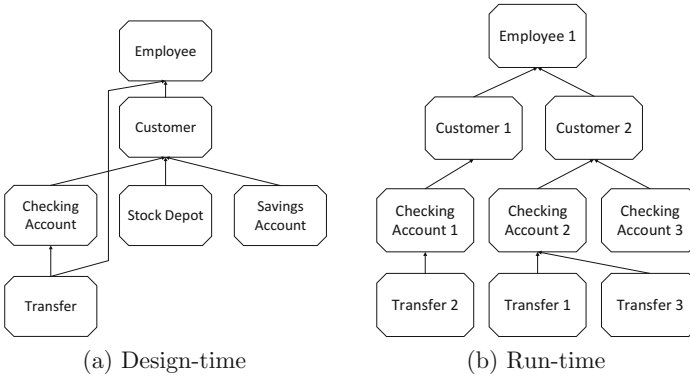 Employee
Customer
Checking
Account
Stock Depot
Savings
Account
Transfer
(a) Design-time
Employee 1
Customer 1
Customer 2
Checking
Account 1
Checking
Account 2
Checking
Account 3
Transfer 2
Transfer 1
Transfer 3
(b) Run-time